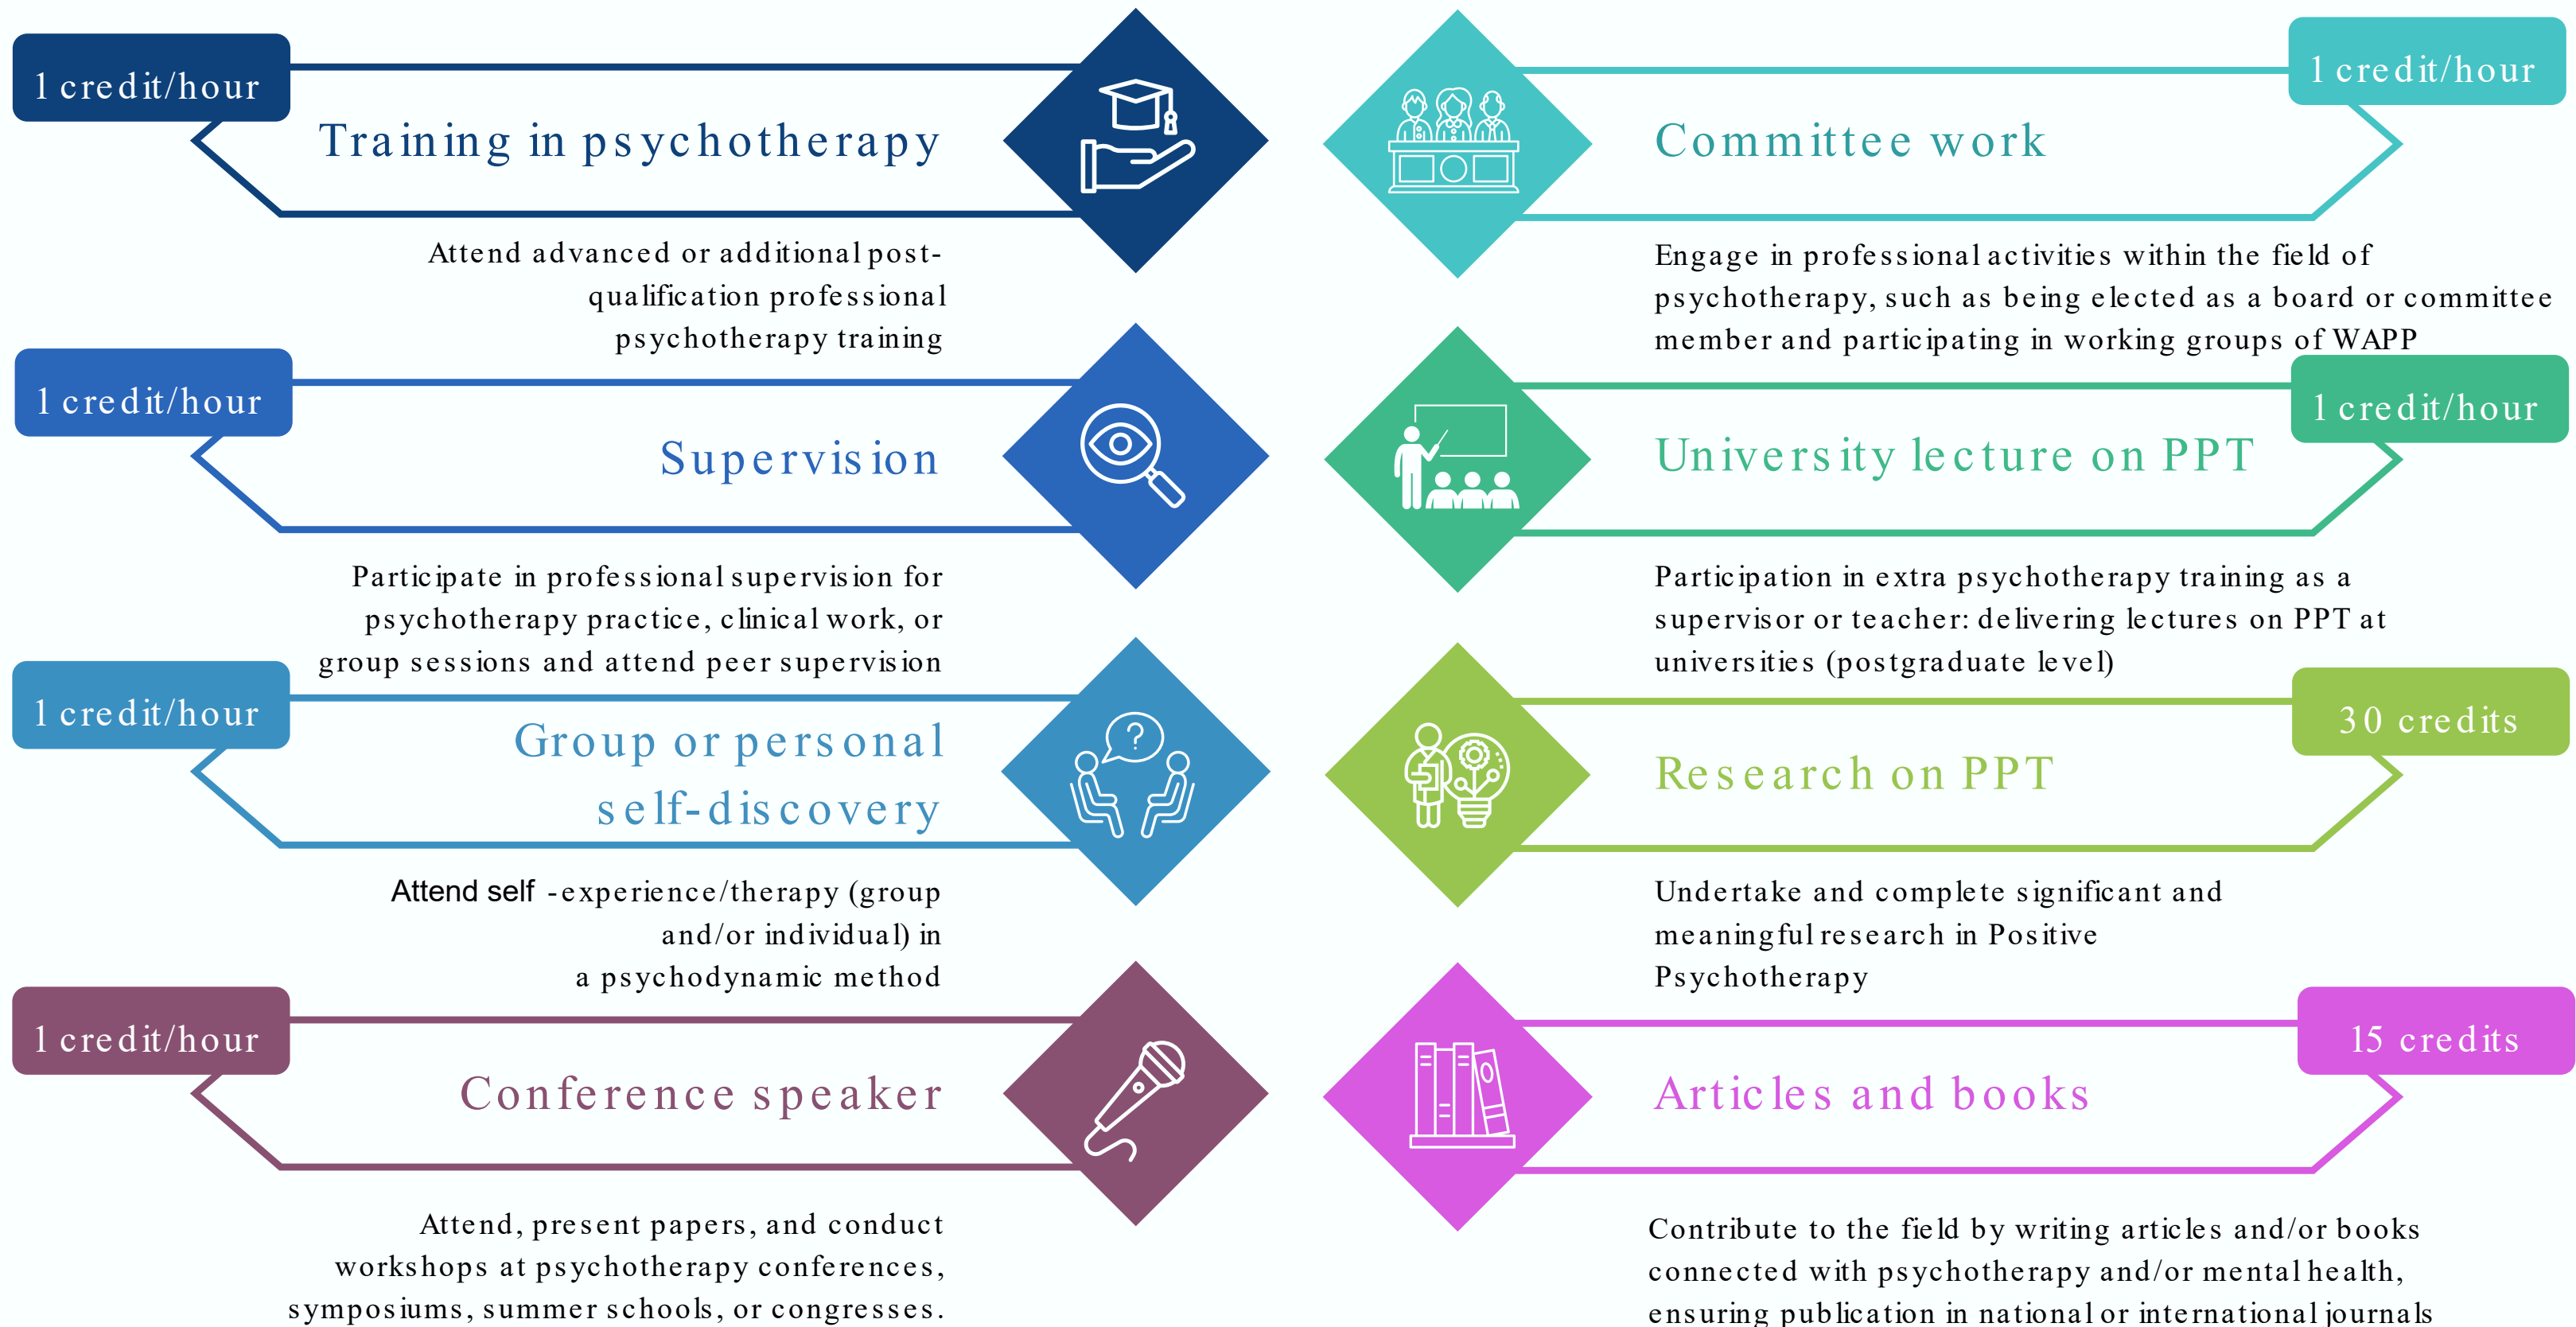 1 credit/hour
Training in psychotherapy
Attend advanced or additional post-
qualification professional
psychotherapy training
1 credit/hour
Supervision
Participate in professional supervision for
psychotherapy practice, clinical work, or
group sessions and attend peer supervision
1 credit/hour
Group or personal
self-discovery
Attend self -experience/therapy (group
and/or individual) in
a psychodynamic method
1 credit/hour
Conference speaker
Attend, present papers, and conduct
workshops at psychotherapy conferences,
symposiums, summer schools, or congresses.
1 credit/hour
Committee work
Engage in professional activities within the field of
psychotherapy, such as being elected as a board or committee
member and participating in working groups of WAPP
1 credit/hour
University lecture on PPT
Participation in extra psychotherapy training as a
supervisor or teacher: delivering lectures on PPT at
universities (postgraduate level)
30 credits
Research on PPT
Undertake and complete significant and
meaningful research in Positive
Psychotherapy
15 credits
Articles and books
Contribute to the field by writing articles and/or books
connected with psychotherapy and/or mental health,
ensuring publication in national or international journals
?